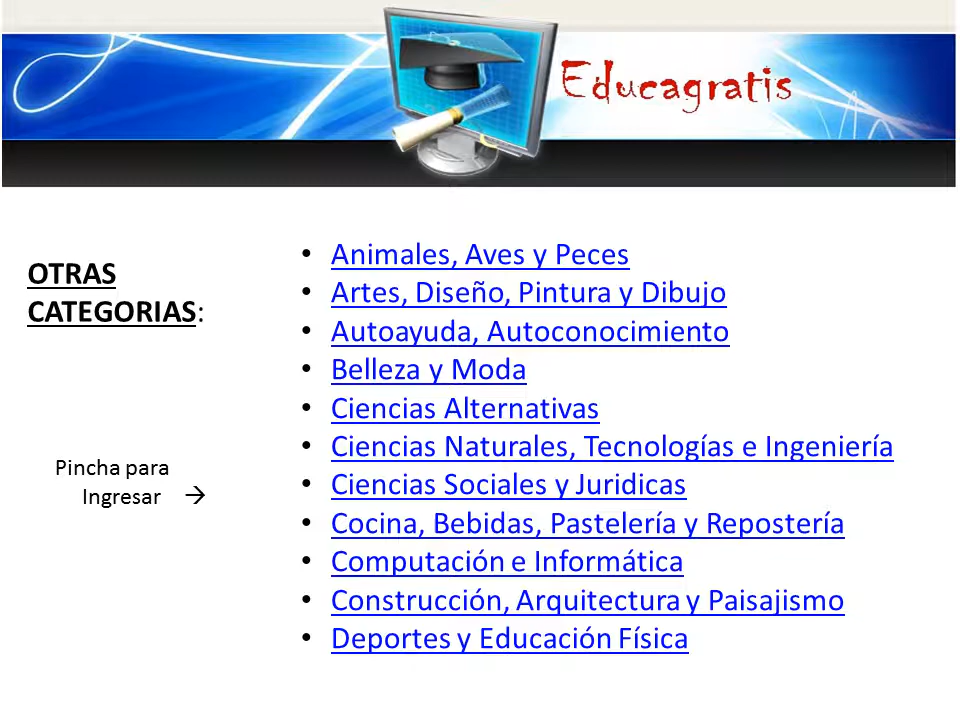 Educagratis
OTRAS
CATEGORIAS:
Pincha para
Ingresar →
• Animales, Aves y Peces
• Artes, Diseño, Pintura y Dibujo
• Autoayuda, Autoconocimiento
• Belleza y Moda
• Ciencias Alternativas
• Ciencias Naturales, Tecnologías e Ingeniería
• Ciencias Sociales y Juridicas
• Cocina, Bebidas, Pastelería y Repostería
• Computación e Informática
• Construcción, Arquitectura y Paisajismo
• Deportes y Educación Física